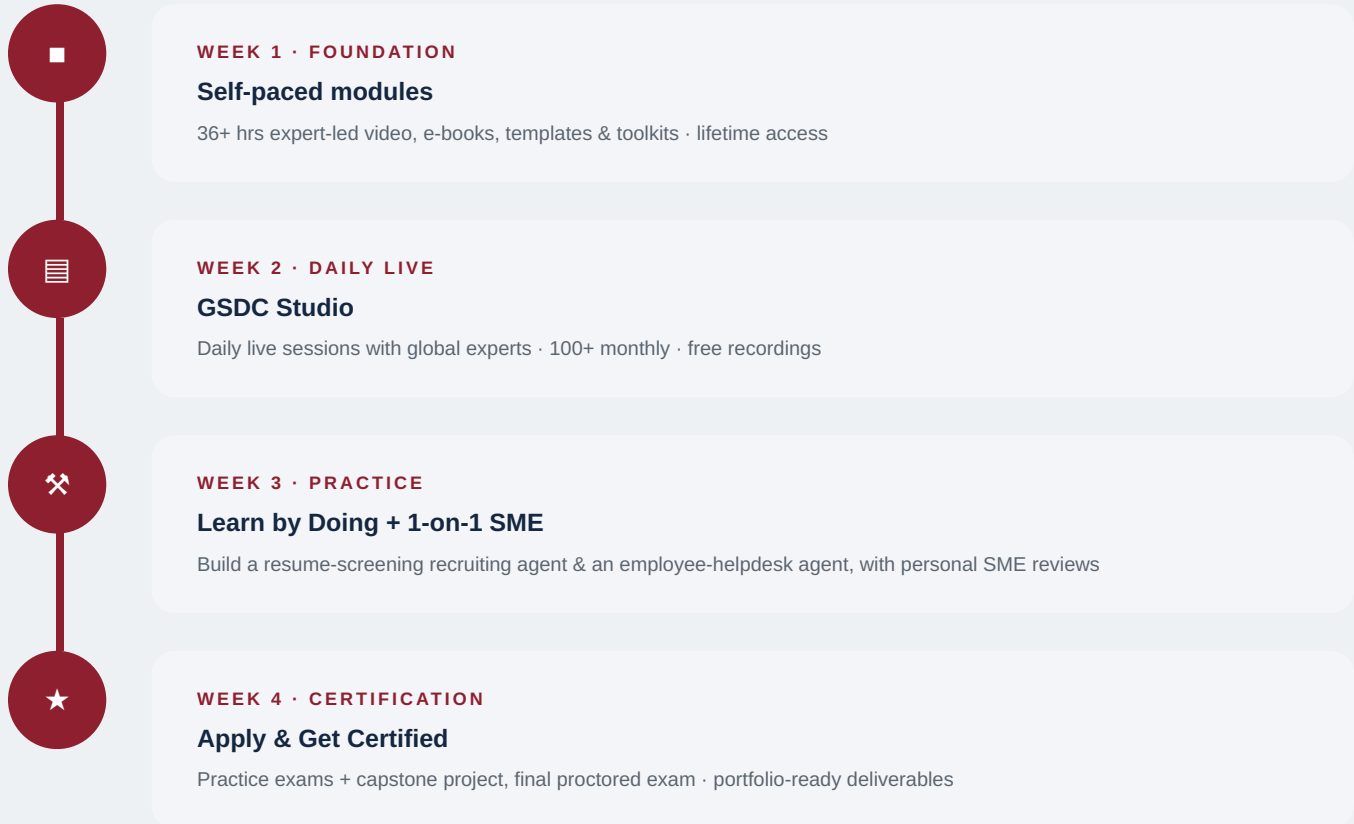 WEEK 1 · FOUNDATION
Self-paced modules
36+ hrs expert-led video, e-books, templates & toolkits · lifetime access
WEEK 2 · DAILY LIVE
GSDC Studio
Daily live sessions with global experts · 100+ monthly · free recordings
WEEK 3 · PRACTICE
Learn by Doing + 1-on-1 SME
Build a resume-screening recruiting agent & an employee-helpdesk agent, with personal SME reviews
WEEK 4 · CERTIFICATION
Apply & Get Certified
Practice exams + capstone project, final proctored exam · portfolio-ready deliverables